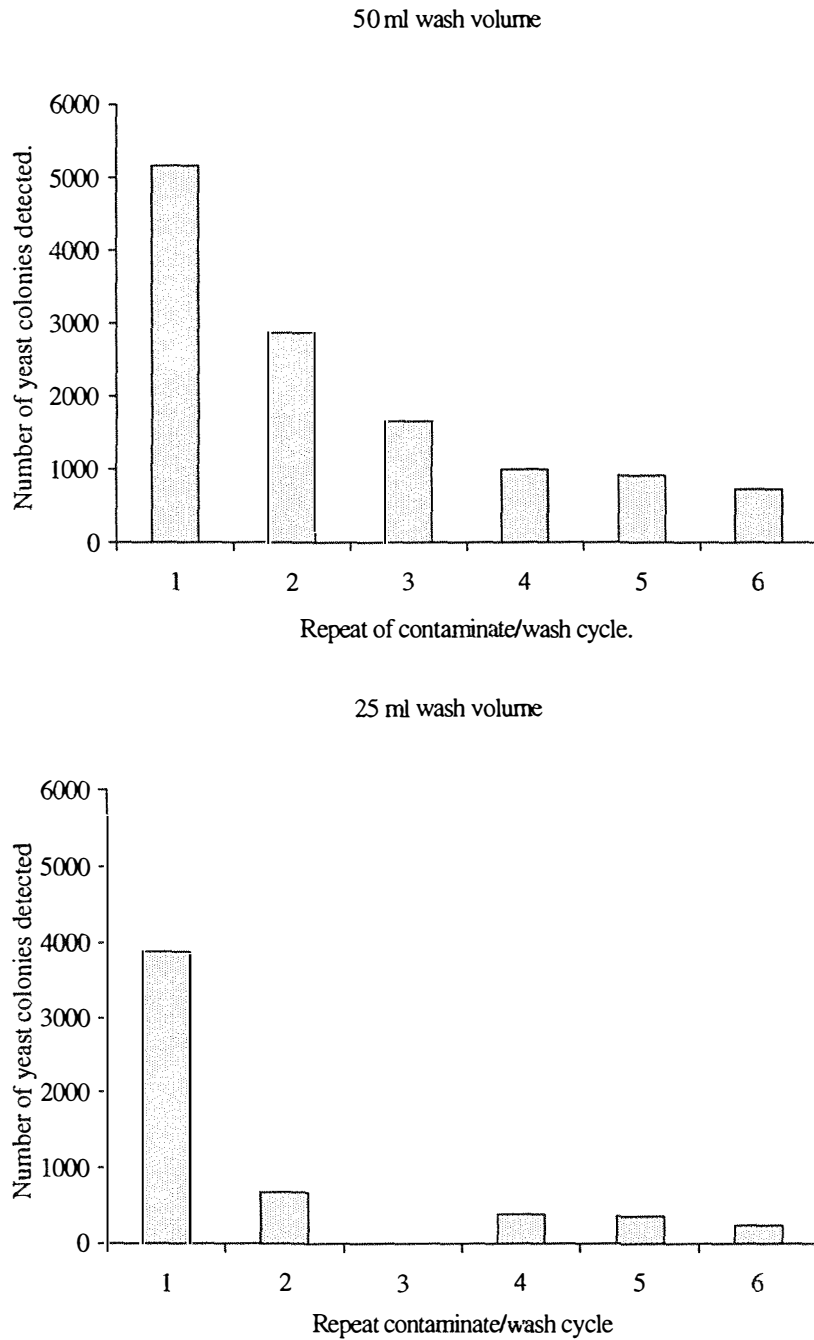 50 ml wash volume
Number of yeast colonies detected.
6000
5000
4000
3000
2000
1000
0
1 2 3 4 5 6
Repeat of contaminate/wash cycle.
25 ml wash volume
Number of yeast colonies detected
6000
5000
4000
3000
2000
1000
0
1 2 3 4 5 6
Repeat contaminate/wash cycle